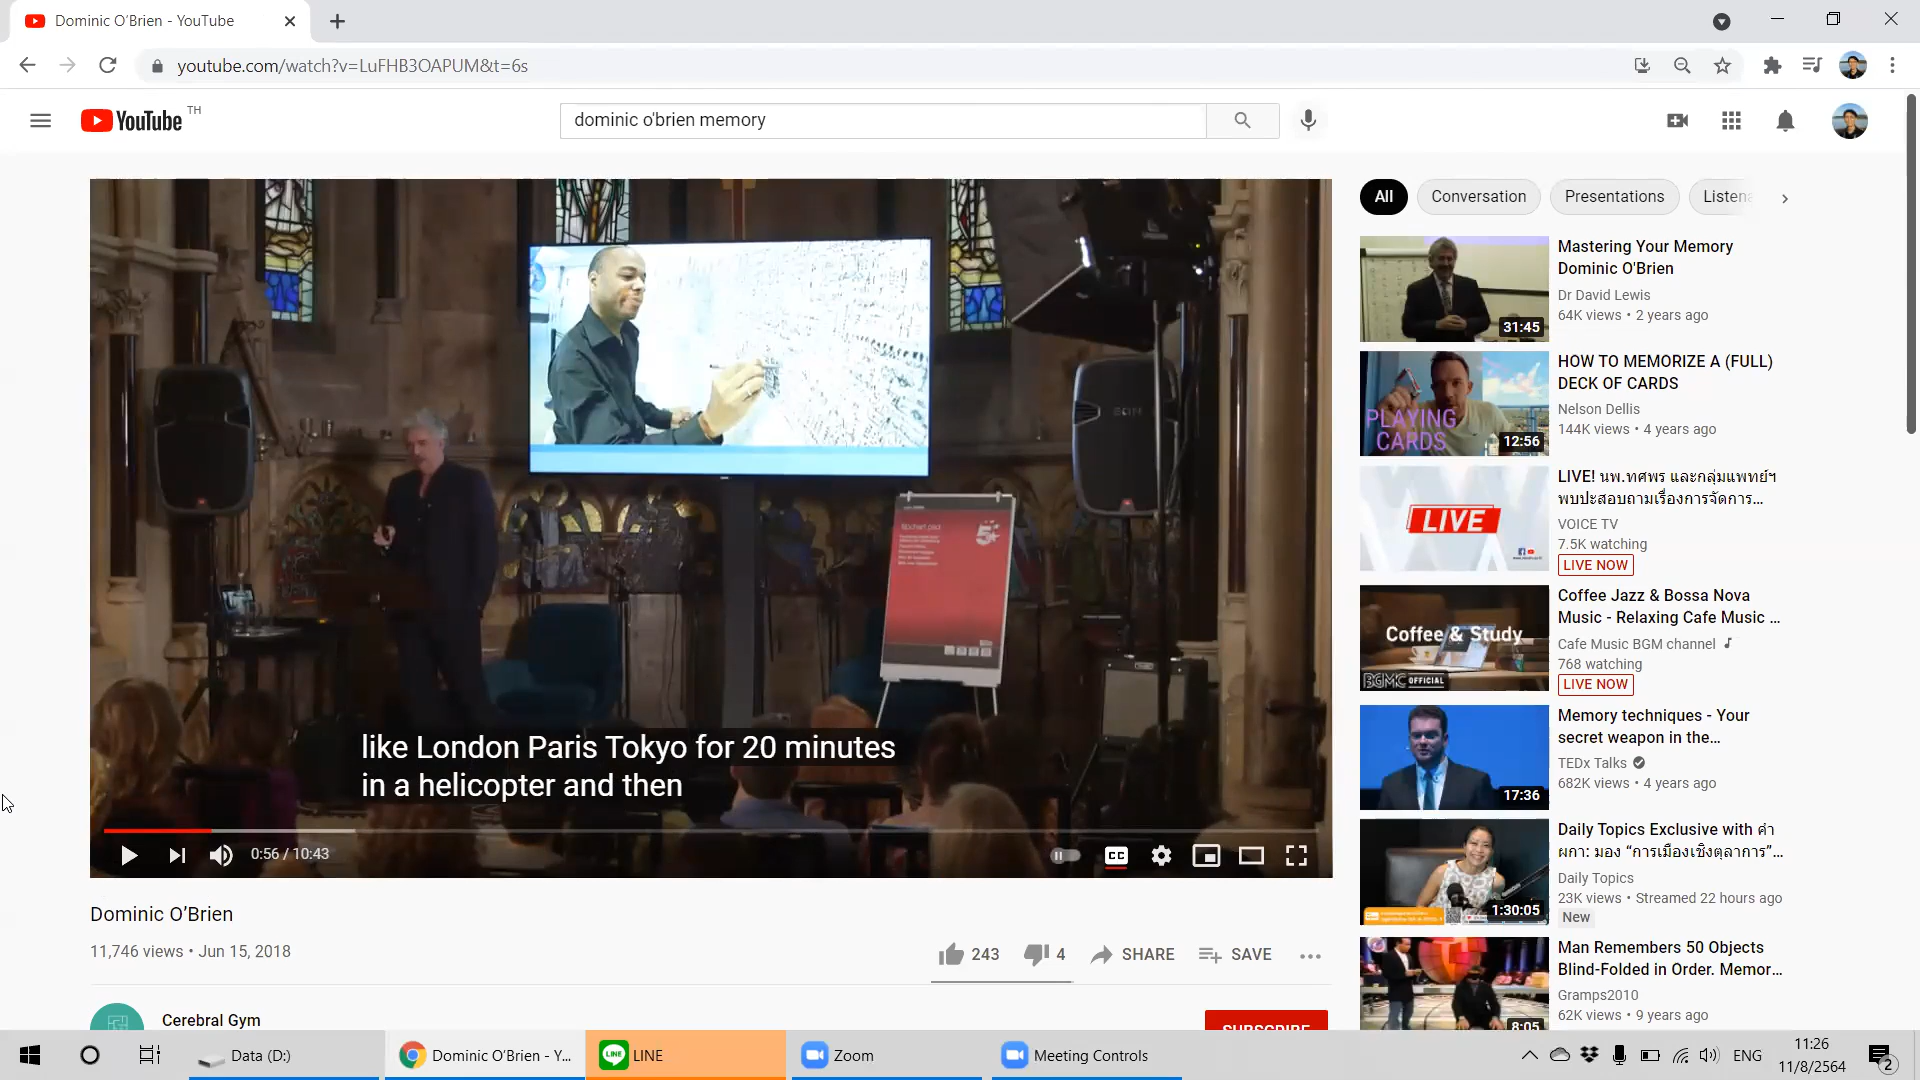 Dominic O'Brien - YouTube
youtube.com/watch?v=LuFHB3OAPUM&t=6s
YouTube TH
dominic o'brien memory
like London Paris Tokyo for 20 minutes
in a helicopter and then
0:56 / 10:43
CC
Dominic O'Brien
11,746 views • Jun 15, 2018
243
4
SHARE
SAVE
Cerebral Gym
SUBSCRIBE
All
Conversation
Presentations
Mastering Your Memory
Dominic O'Brien
Dr David Lewis
64K views • 2 years ago
31:45
HOW TO MEMORIZE A (FULL)
DECK OF CARDS
Nelson Dellis
144K views • 4 years ago
PLAYING
CARDS
12:56
LIVE! นพ.ทศพร และกลุ่มแพทย์ฯ
พบปะสอบถามเรื่องการจัดการ...
VOICE TV
7.5K watching
LIVE NOW
LIVE
Coffee Jazz & Bossa Nova
Music - Relaxing Cafe Music ...
Cafe Music BGM channel
768 watching
LIVE NOW
Coffee & Study
BGMC OFFICIAL
Memory techniques - Your
secret weapon in the...
TEDx Talks
682K views • 4 years ago
17:36
Daily Topics Exclusive with คำ
ผกา: มอง “การเมืองเชิงตุลาการ”...
Daily Topics
23K views • Streamed 22 hours ago
New
1:30:05
Man Remembers 50 Objects
Blind-Folded in Order. Memor...
Gramps2010
62K views • 9 years ago
8:05
Data (D:)
Dominic O'Brien - Y...
LINE
LINE
Zoom
Meeting Controls
ENG
11:26
11/8/2564
2